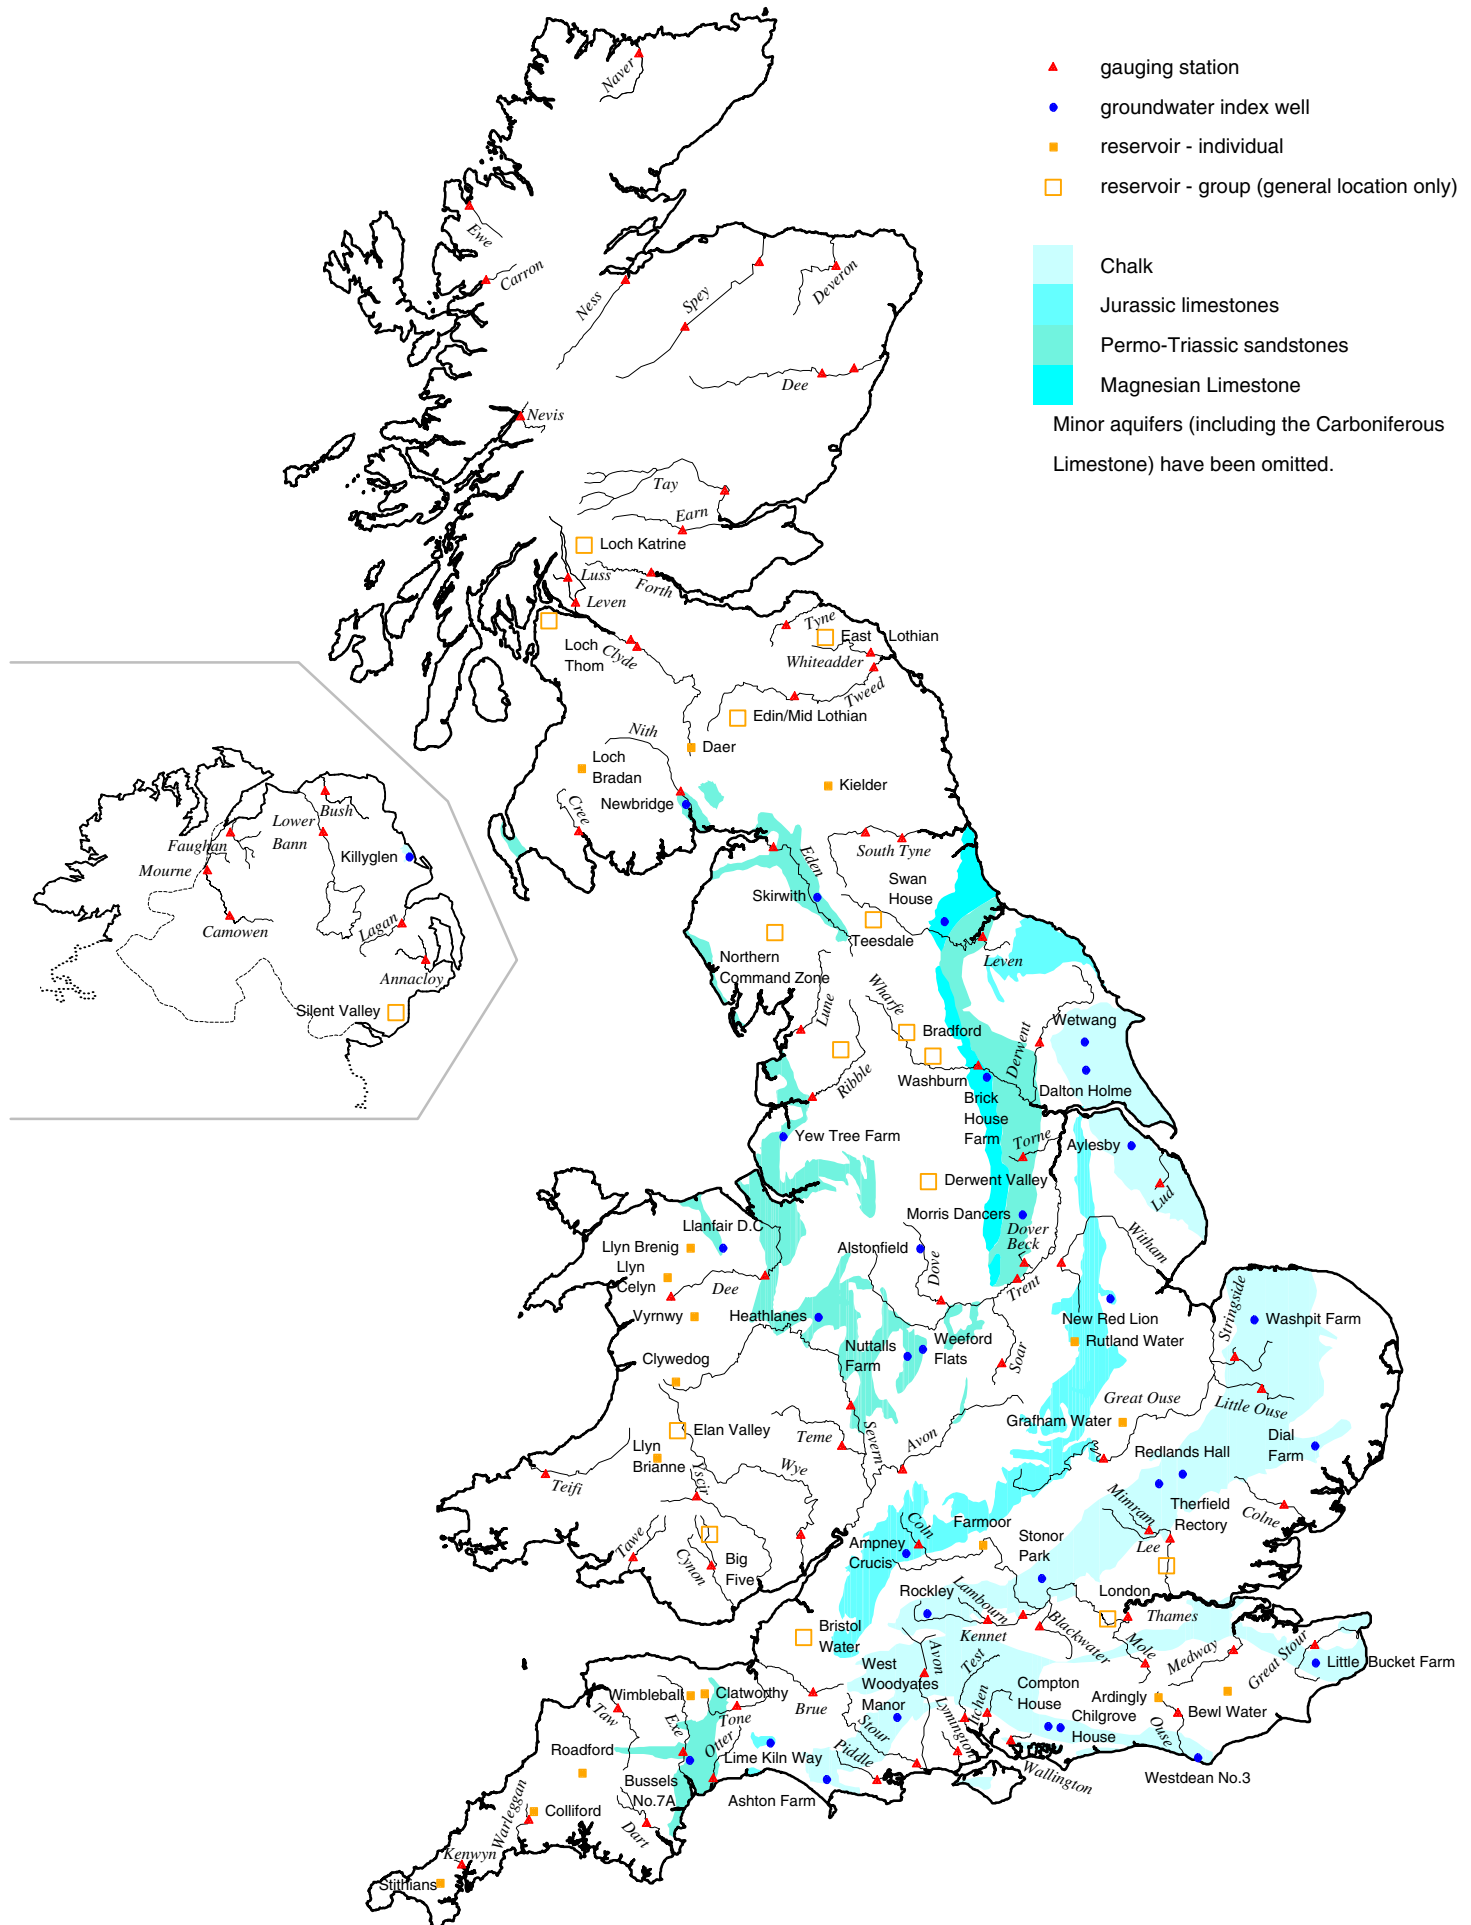 gauging station
groundwater index well
reservoir - individual
reservoir - group (general location only)
Chalk
Jurassic limestones
Permo-Triassic sandstones
Magnesian Limestone
Minor aquifers (including the Carboniferous
Limestone) have been omitted.
Naver
Ewe
Carron
Ness
Spey
Deveron
Dee
Nevis
Tay
Earn
Loch Katrine
Luss
Forth
Leven
Loch
Thom
Clyde
Tyne
East Lothian
Whiteadder
Tweed
Edin/Mid Lothian
Nith
Daer
Loch
Bradan
Kielder
Newbridge
Cree
Bush
Lower
Bann
Faughan
Killyglen
Mourne
Camowen
Lagan
Annacloy
Silent Valley
Eden
South Tyne
Swan
House
Skirwith
Teesdale
Leven
Northern
Command Zone
Lune
Wharfe
Bradford
Wetwang
Derwent
Washburn
Ribble
Dalton Holme
Brick
House
Farm
Yew Tree Farm
Torne
Aylesby
Derwent Valley
Lud
Morris Dancers
Dover
Beck
Witham
Llanfair D.C
Llyn Brenig
Alstonfield
Llyn
Celyn
Dee
Dove
Trent
Stringside
Vyrnwy
Heathlanes
New Red Lion
Washpit Farm
Rutland Water
Nuttalls
Farm
Weeford
Flats
Soar
Clywedog
Great Ouse
Little Ouse
Grafham Water
Elan Valley
Teme
Severn
Avon
Dial
Farm
Llyn
Brianne
Redlands Hall
Yscir
Wye
Teifi
Mimram
Therfield
Rectory
Colne
Coln
Farmoor
Stonor
Park
Lee
Tawe
Cynon
Big
Five
Ampney
Crucis
Rockley
Lambourn
London
Thames
Kennet
Blackwater
Bristol
Water
Mole
Medway
Great Stour
Little Bucket Farm
Avon
Test
West
Woodyates
Manor
Compton
House
Itchen
Wimbleball
Clatworthy
Brue
Ardingly
Chilgrove
House
Bewl Water
Taw
Exe
Tone
Stour
Lymington
Ouse
Otter
Roadford
Lime Kiln Way
Piddle
Wallington
Westdean No.3
Bussels
No.7A
Ashton Farm
Warleggan
Colliford
Dart
Kenwyn
Stithians